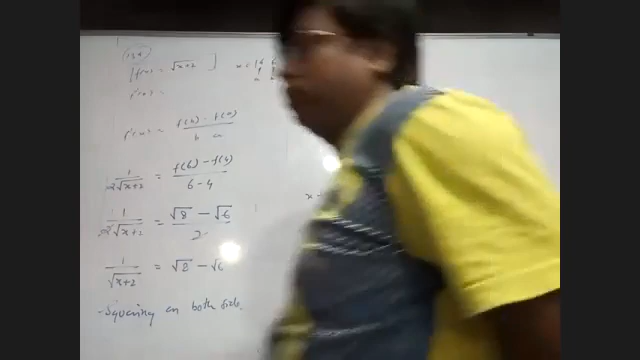 f(x) = √x+2
f'(x) =
f'(x) = f(b) - f(a) / b a
1/2√x+2 = f(6) - f(4) / 6-4
1/2√x+2 = √8 - √6 / 2
1/√x+2 = √8 - √6
Squaring on both side.